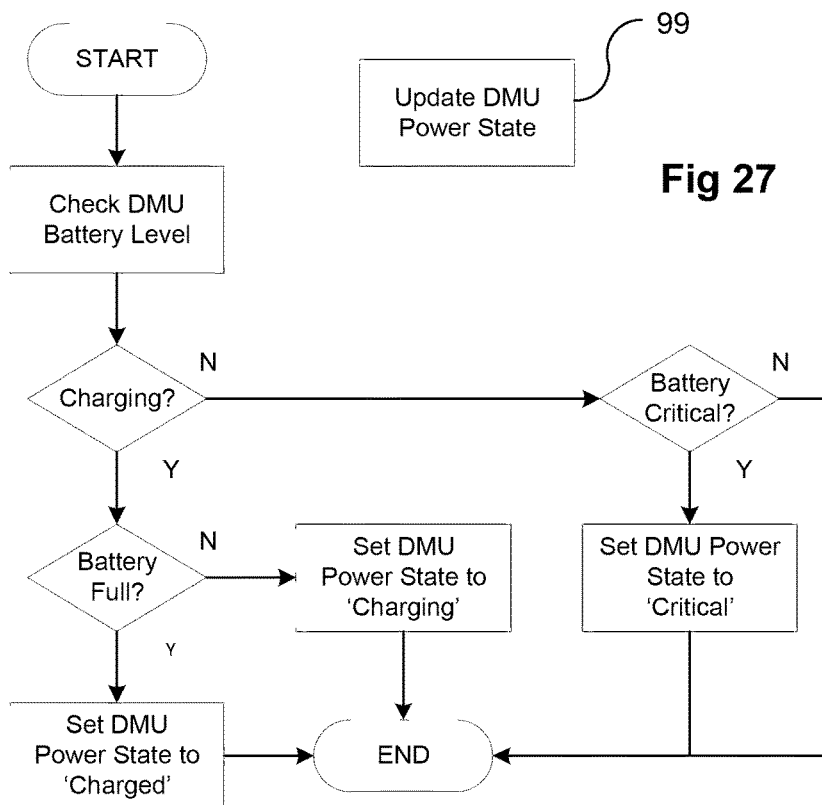 START
99
Update DMU
Power State
Fig 27
Check DMU
Battery Level
N
N
Charging?
Battery
Critical?
Y
Y
Battery
Full?
N
Set DMU
Power State to
‘Charging’
Set DMU Power
State to
‘Critical’
Y
Set DMU
Power State to
‘Charged’
END